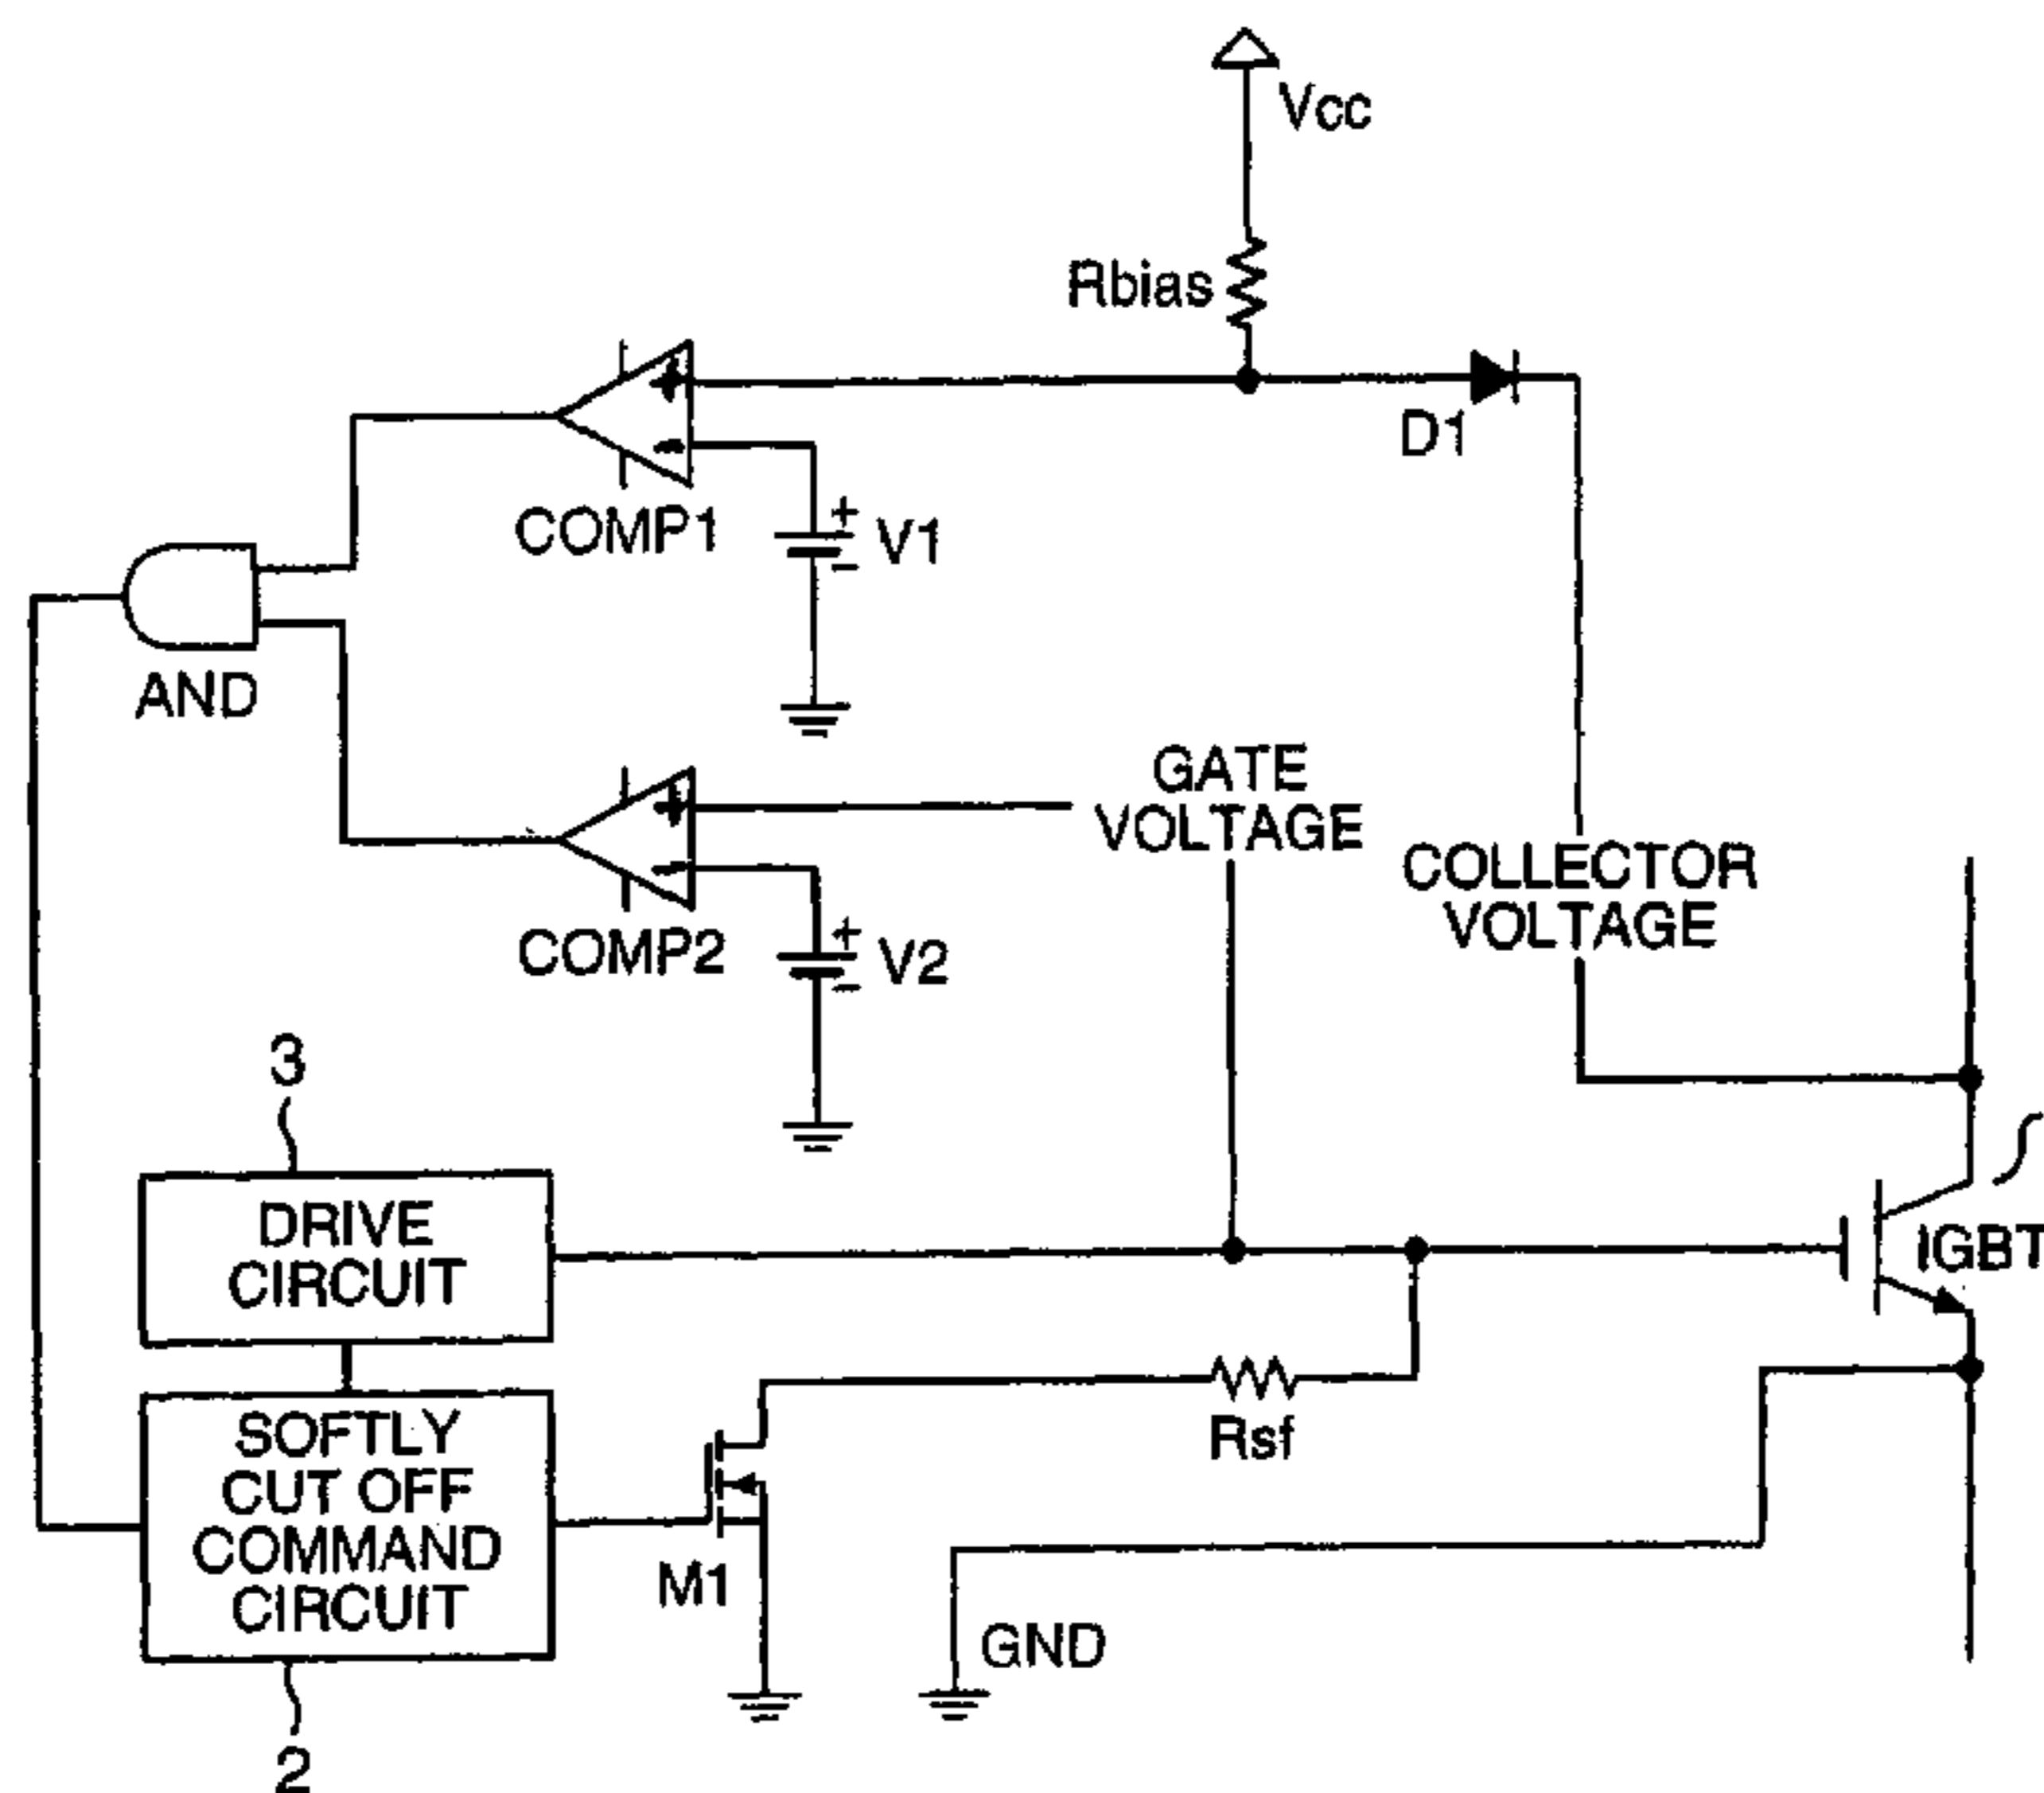 Vcc
Rbias
D1
+
-
COMP1
+
V1
-
AND
GATE
VOLTAGE
+
-
COMP2
+
V2
-
COLLECTOR
VOLTAGE
3
DRIVE
CIRCUIT
IGBT
SOFTLY
CUT OFF
COMMAND
CIRCUIT
Rsf
M1
GND
2